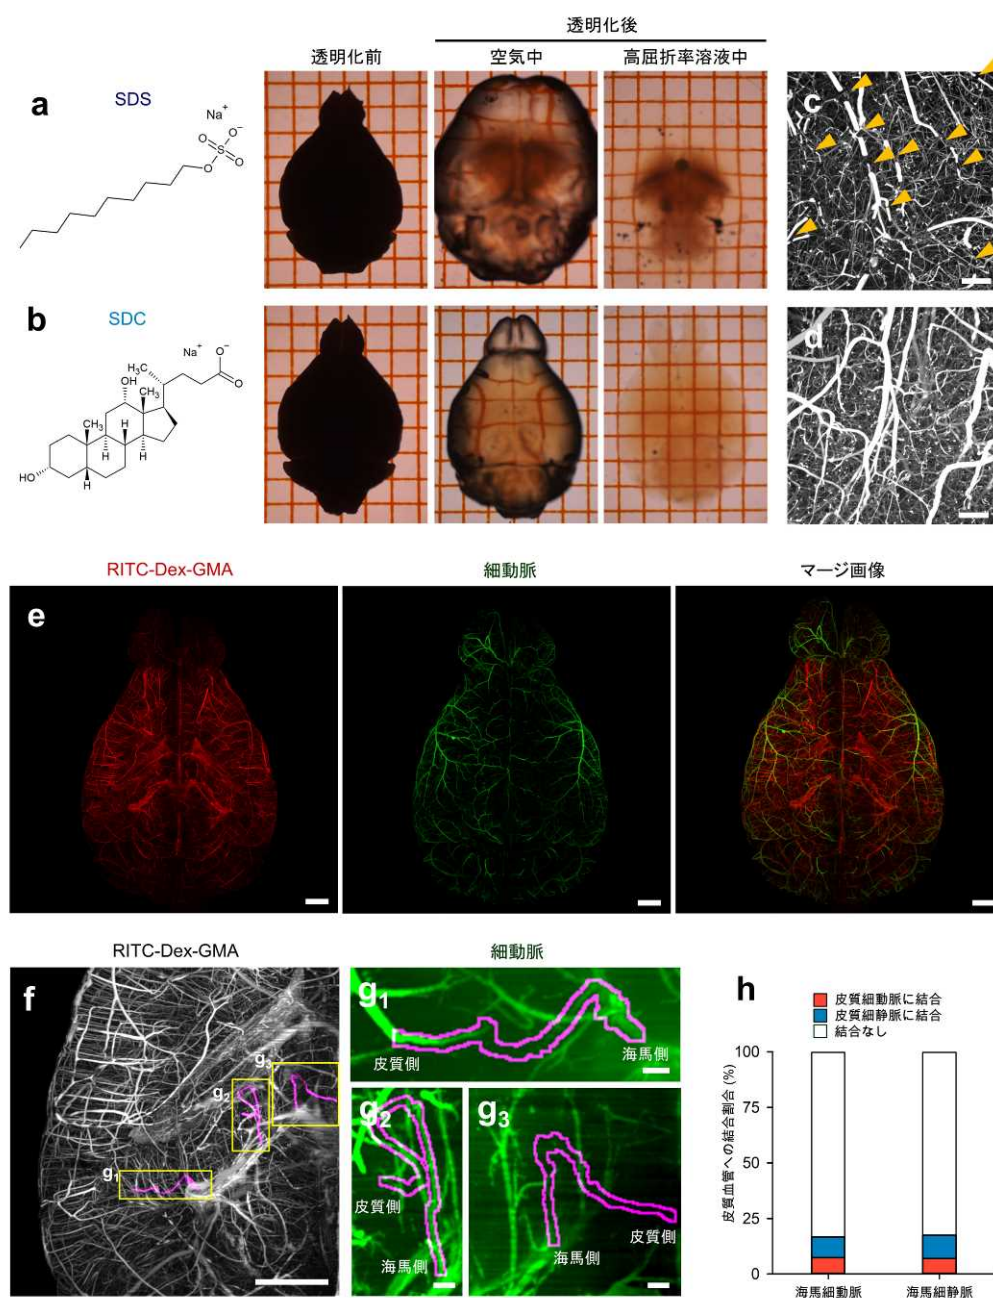 透明化後
透明化前
空気中
高屈折率溶液中
a
SDS
Na+
O
S
O−
O
O
c
b
SDC
Na+
O−
O
H3C
OH
CH3
CH3
H
H
H
H
HO
H
d
RITC-Dex-GMA
細動脈
マージ画像
e
RITC-Dex-GMA
細動脈
f
g1
g2
g3
g1
皮質側
海馬側
g2
皮質側
海馬側
g3
海馬側
皮質側
h
皮質細動脈に結合
皮質細静脈に結合
結合なし
皮質血管への結合割合 (%)
100
75
50
25
0
海馬細動脈
海馬細静脈